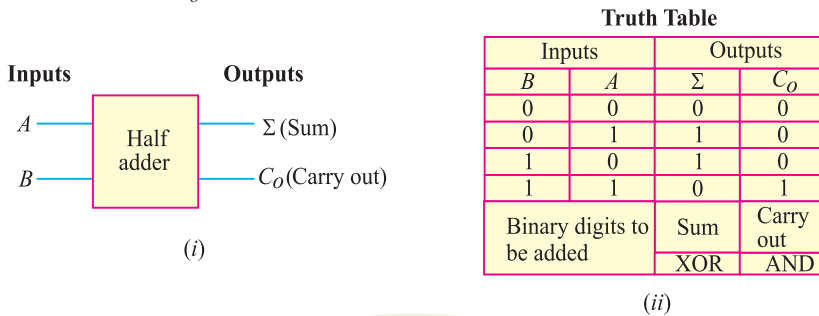 Inputs
Outputs
A
Half
adder
Σ (Sum)
B
C_O (Carry out)
(i)
Truth Table
Inputs Outputs
B A Σ C_O
0 0 0 0
0 1 1 0
1 0 1 0
1 1 0 1
Binary digits to
be added
Sum
Carry
out
XOR AND
(ii)